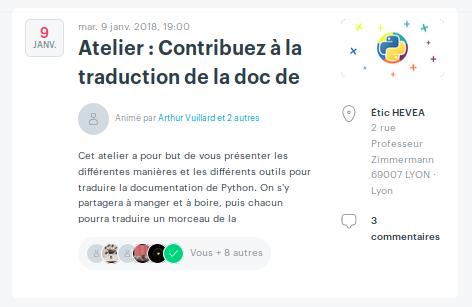 9
JANV.
mar. 9 janv. 2018, 19:00
Atelier : Contribuez à la
traduction de la doc de
Animé par Arthur Vuillard et 2 autres
Cet atelier a pour but de vous présenter les
différentes manières et les différents outils pour
traduire la documentation de Python. On s'y
partagera à manger et à boire, puis chacun
pourra traduire un morceau de la
Vous + 8 autres
Étic HEVEA
2 rue
Professeur
Zimmermann
69007 LYON ·
Lyon
3
commentaires